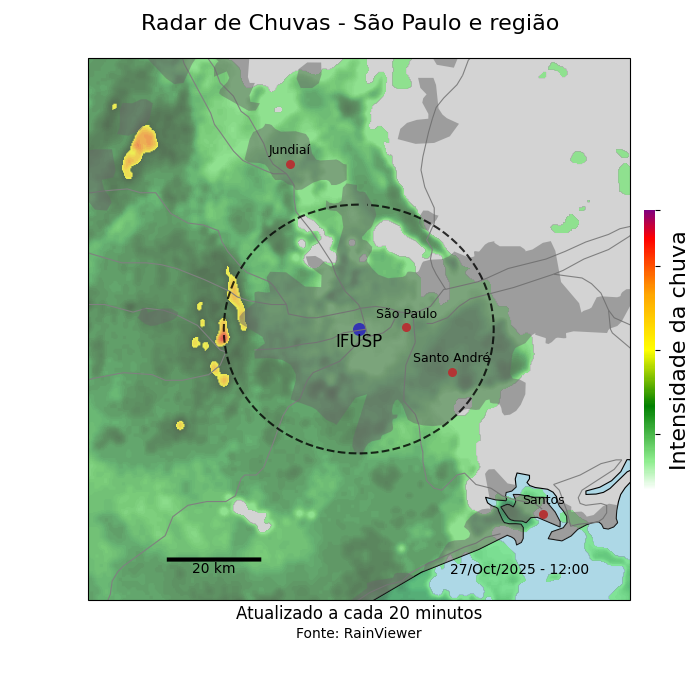 Radar de Chuvas - São Paulo e região
Jundiaí
São Paulo
IFUSP
Santo André
Santos
20 km
27/Oct/2025 - 12:00
Intensidade da chuva
Atualizado a cada 20 minutos
Fonte: RainViewer